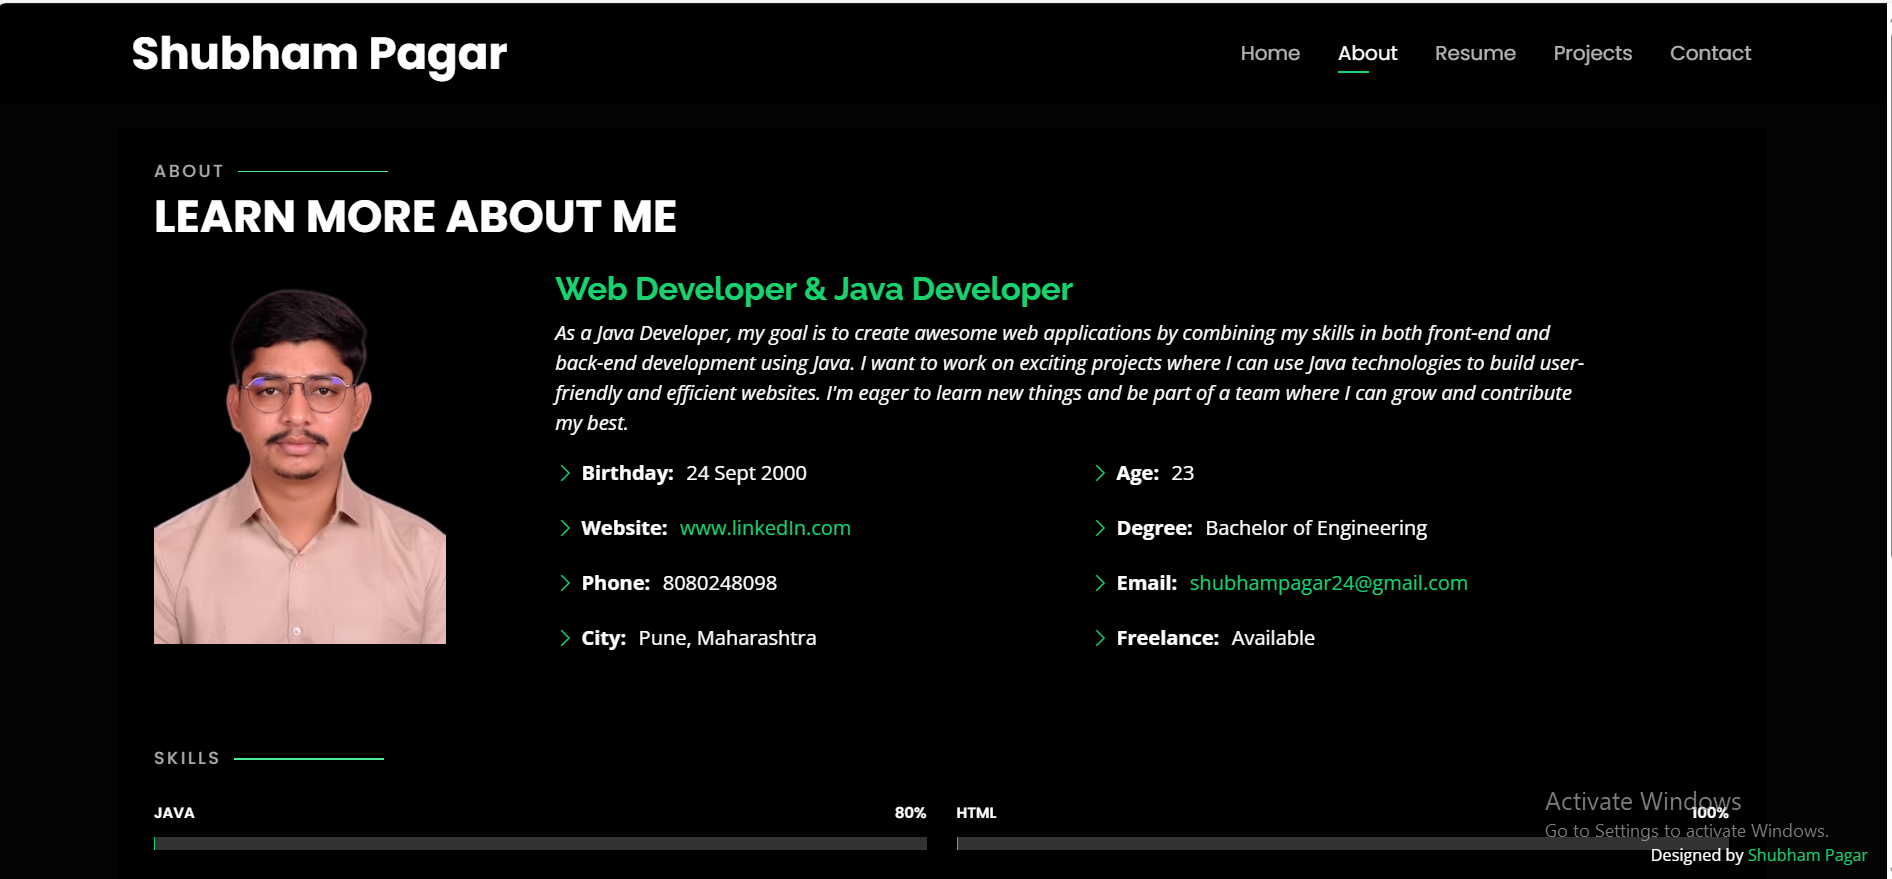 Shubham Pagar
Home About Resume Projects Contact
ABOUT
LEARN MORE ABOUT ME
Web Developer & Java Developer
As a Java Developer, my goal is to create awesome web applications by combining my skills in both front-end and
back-end development using Java. I want to work on exciting projects where I can use Java technologies to build user-
friendly and efficient websites. I'm eager to learn new things and be part of a team where I can grow and contribute
my best.
Birthday: 24 Sept 2000
Age: 23
Website: www.linkedIn.com
Degree: Bachelor of Engineering
Phone: 8080248098
Email: shubhampagar24@gmail.com
City: Pune, Maharashtra
Freelance: Available
SKILLS
JAVA 80%
HTML 100%
Activate Windows
Go to Settings to activate Windows.
Designed by Shubham Pagar